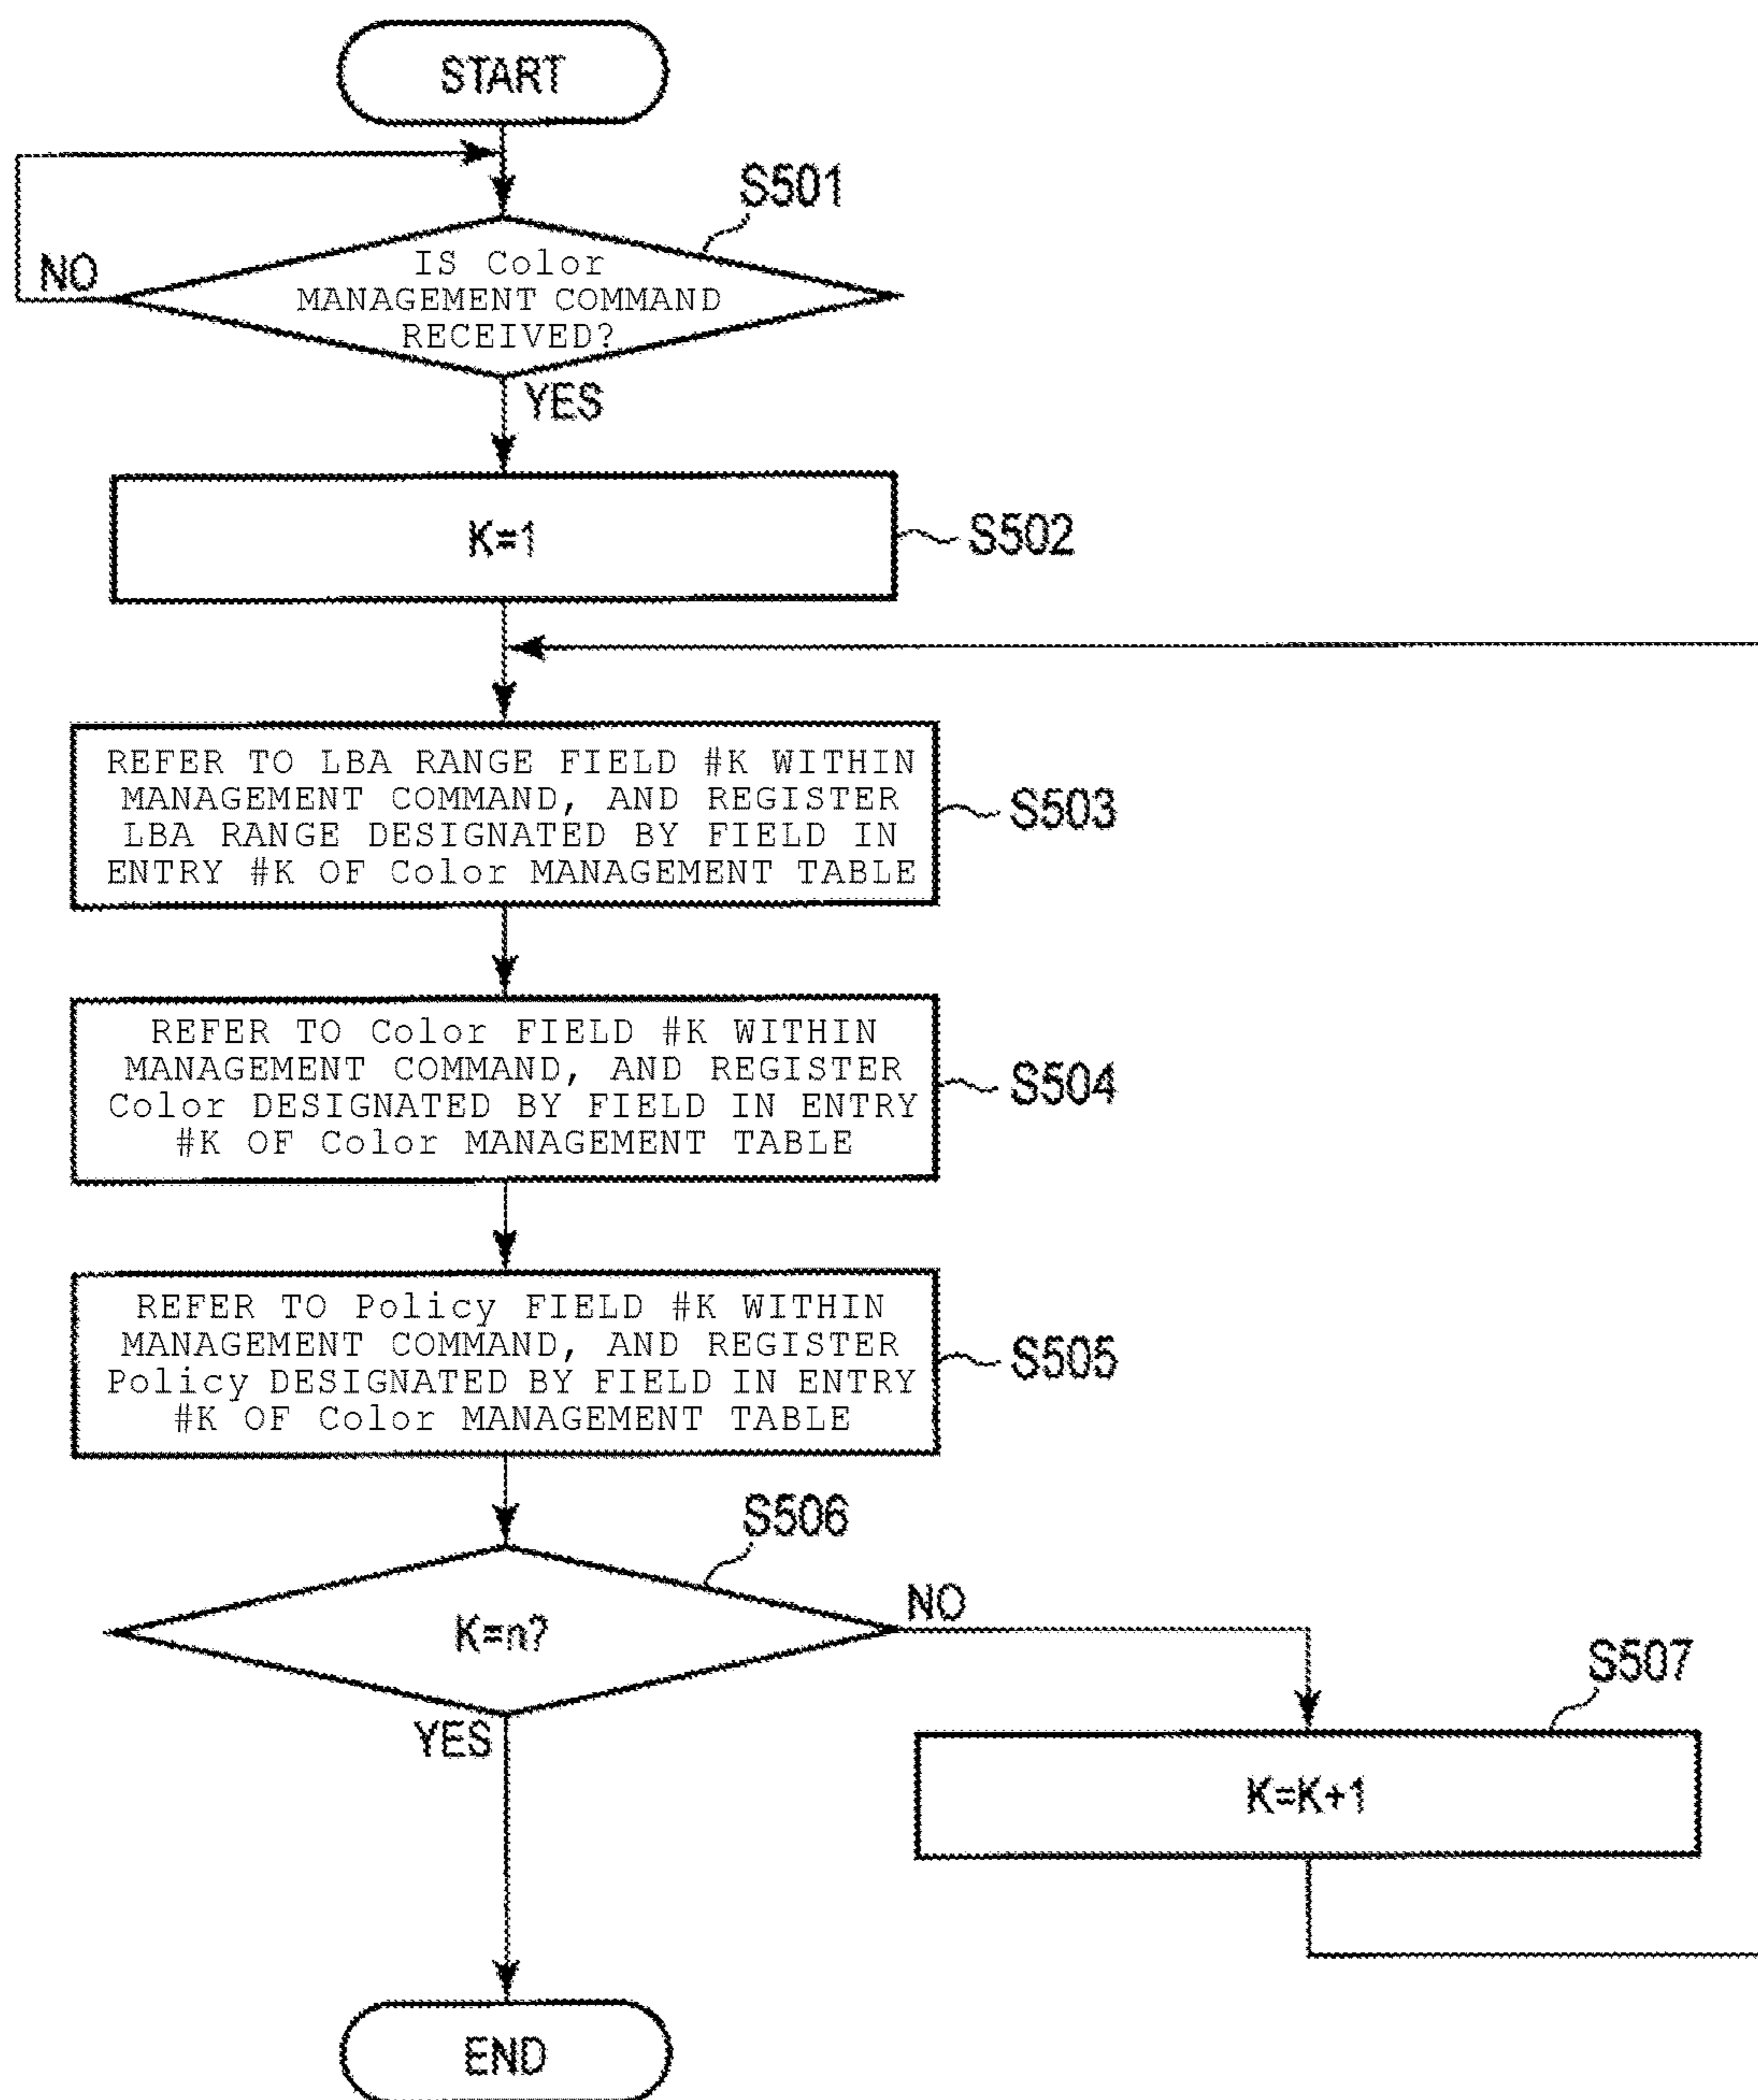 START
S501
NO
IS Color
MANAGEMENT COMMAND
RECEIVED?
YES
K=1
S502
REFER TO LBA RANGE FIELD #K WITHIN
MANAGEMENT COMMAND, AND REGISTER
LBA RANGE DESIGNATED BY FIELD IN
ENTRY #K OF Color MANAGEMENT TABLE
S503
REFER TO Color FIELD #K WITHIN
MANAGEMENT COMMAND, AND REGISTER
Color DESIGNATED BY FIELD IN ENTRY
#K OF Color MANAGEMENT TABLE
S504
REFER TO Policy FIELD #K WITHIN
MANAGEMENT COMMAND, AND REGISTER
Policy DESIGNATED BY FIELD IN ENTRY
#K OF Color MANAGEMENT TABLE
S505
S506
K=n?
NO
S507
YES
K=K+1
END